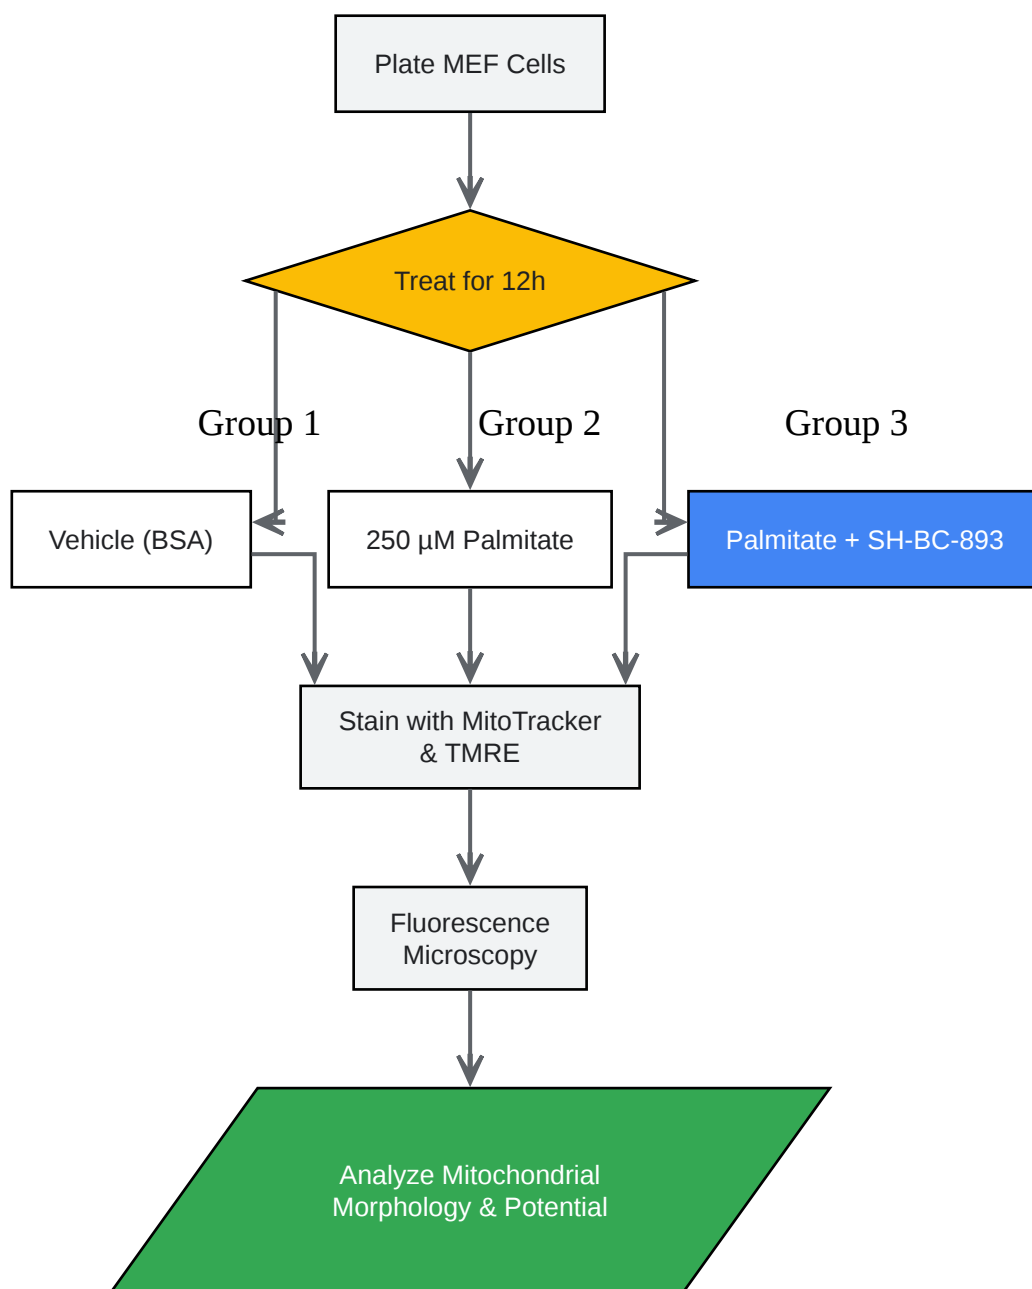 Plate MEF Cells
Treat for 12h
Group 1
Group 2
Group 3
Vehicle (BSA)
250 µM Palmitate
Palmitate + SH-BC-893
Stain with MitoTracker
& TMRE
Fluorescence
Microscopy
Analyze Mitochondrial
Morphology & Potential